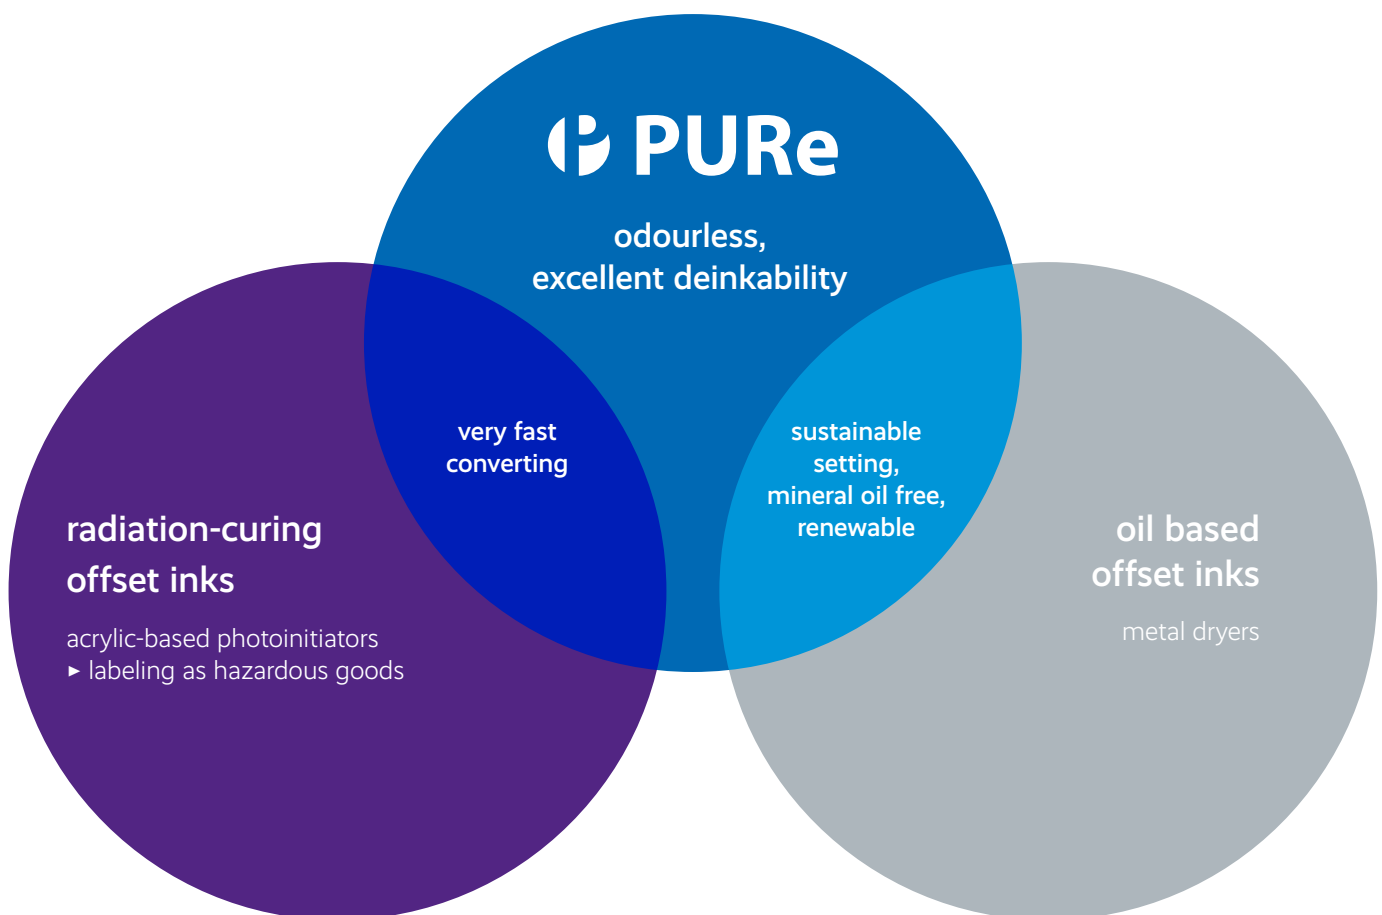 PURe
odourless,
excellent deinkability
very fast
converting
sustainable
setting,
mineral oil free,
renewable
radiation-curing
offset inks
acrylic-based photoinitiators
▸ labeling as hazardous goods
oil based
offset inks
metal dryers